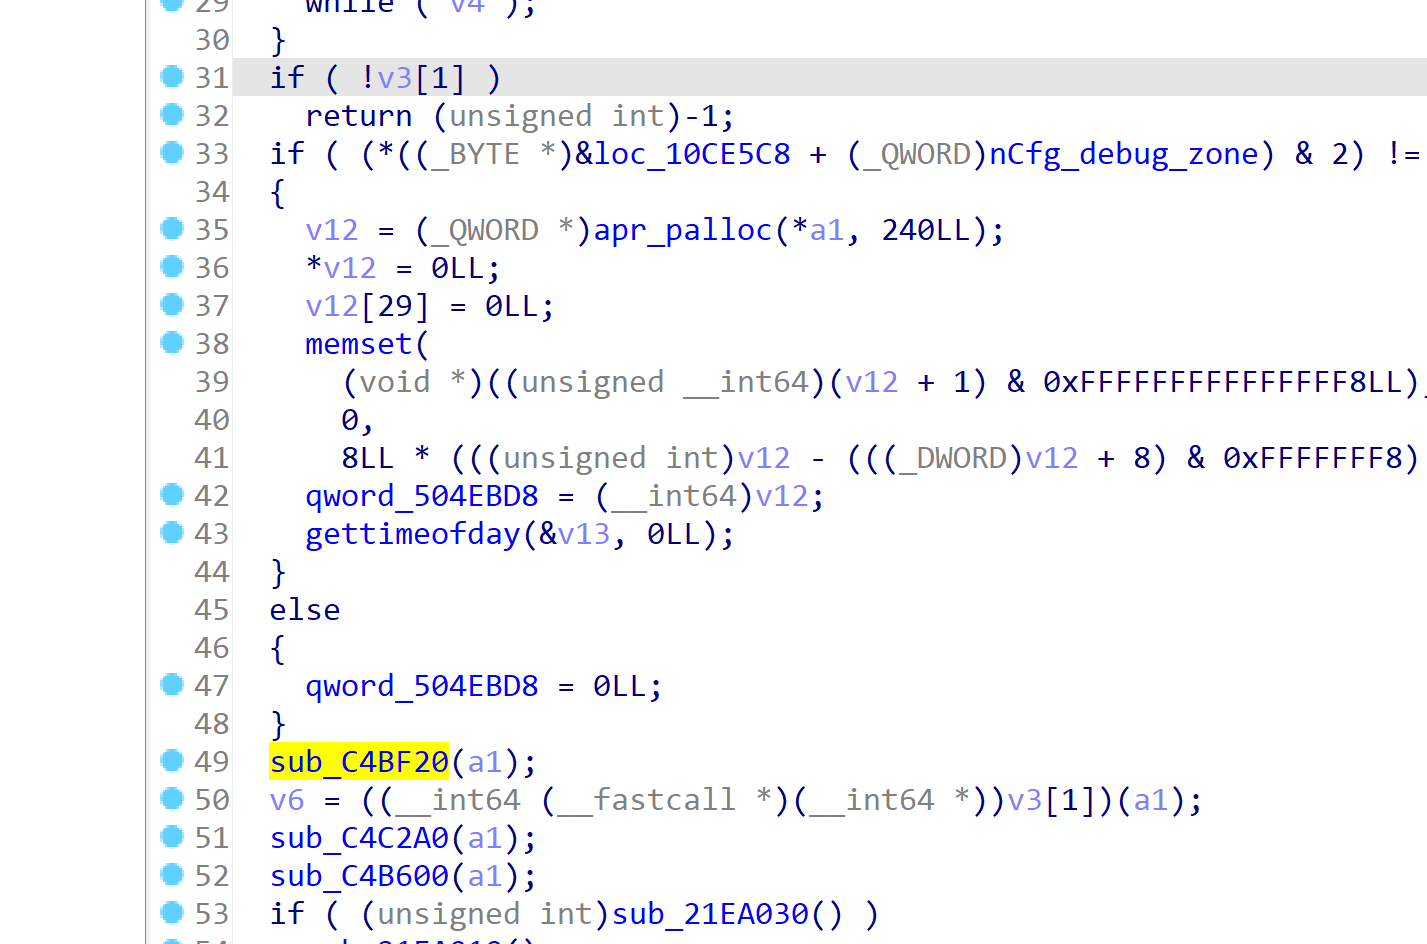 29 while ( v4 );
30 }
31 if ( !v3[1] )
32 return (unsigned int)-1;
33 if ( (*((_BYTE *)&loc_10CE5C8 + (_QWORD)nCfg_debug_zone) & 2) !=
34 {
35 v12 = (_QWORD *)apr_palloc(*a1, 240LL);
36 *v12 = 0LL;
37 v12[29] = 0LL;
38 memset(
39 (void *)((unsigned __int64)(v12 + 1) & 0xFFFFFFFFFFFFFFF8LL),
40 0,
41 8LL * (((unsigned int)v12 - (((_DWORD)v12 + 8) & 0xFFFFFFF8)
42 qword_504EBD8 = (__int64)v12;
43 gettimeofday(&v13, 0LL);
44 }
45 else
46 {
47 qword_504EBD8 = 0LL;
48 }
49 sub_C4BF20(a1);
50 v6 = ((__int64 (__fastcall *)(__int64 *))v3[1])(a1);
51 sub_C4C2A0(a1);
52 sub_C4B600(a1);
53 if ( (unsigned int)sub_21EA030() )